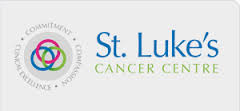 COMMITMENT
COMPASSION
CLINICAL EXCELLENCE
St. Luke's
CANCER CENTRE